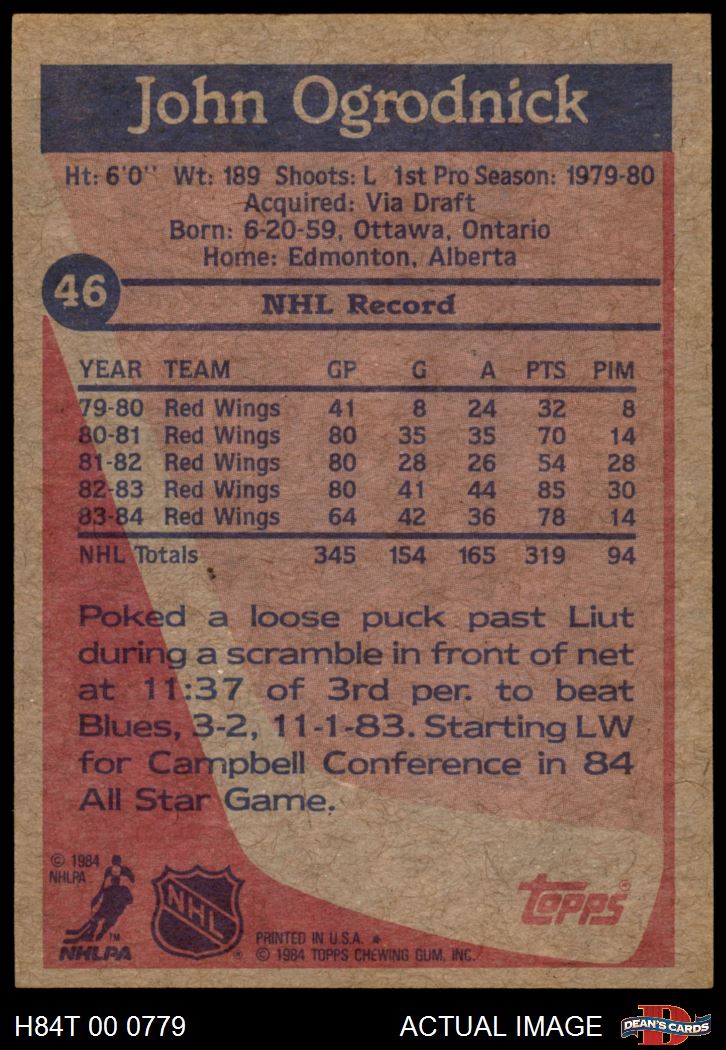 John Ogrodnick
Ht: 6'0" Wt: 189 Shoots: L 1st Pro Season: 1979-80
Acquired: Via Draft
Born: 6-20-59, Ottawa, Ontario
Home: Edmonton, Alberta
46
NHL Record
YEAR TEAM GP G A PTS PIM
79-80 Red Wings 41 8 24 32 8
80-81 Red Wings 80 35 35 70 14
81-82 Red Wings 80 28 26 54 28
82-83 Red Wings 80 41 44 85 30
83-84 Red Wings 64 42 36 78 14
NHL Totals 345 154 165 319 94
Poked a loose puck past Liut
during a scramble in front of net
at 11:37 of 3rd per. to beat
Blues, 3-2, 11-1-83. Starting LW
for Campbell Conference in 84
All Star Game.
© 1984
NHLPA
TM
NHLPA
NHL
®
PRINTED IN U.S.A. *
© 1984 TOPPS CHEWING GUM, INC.
topps®
H84T 00 0779 ACTUAL IMAGE
D
DEAN'S CARDS